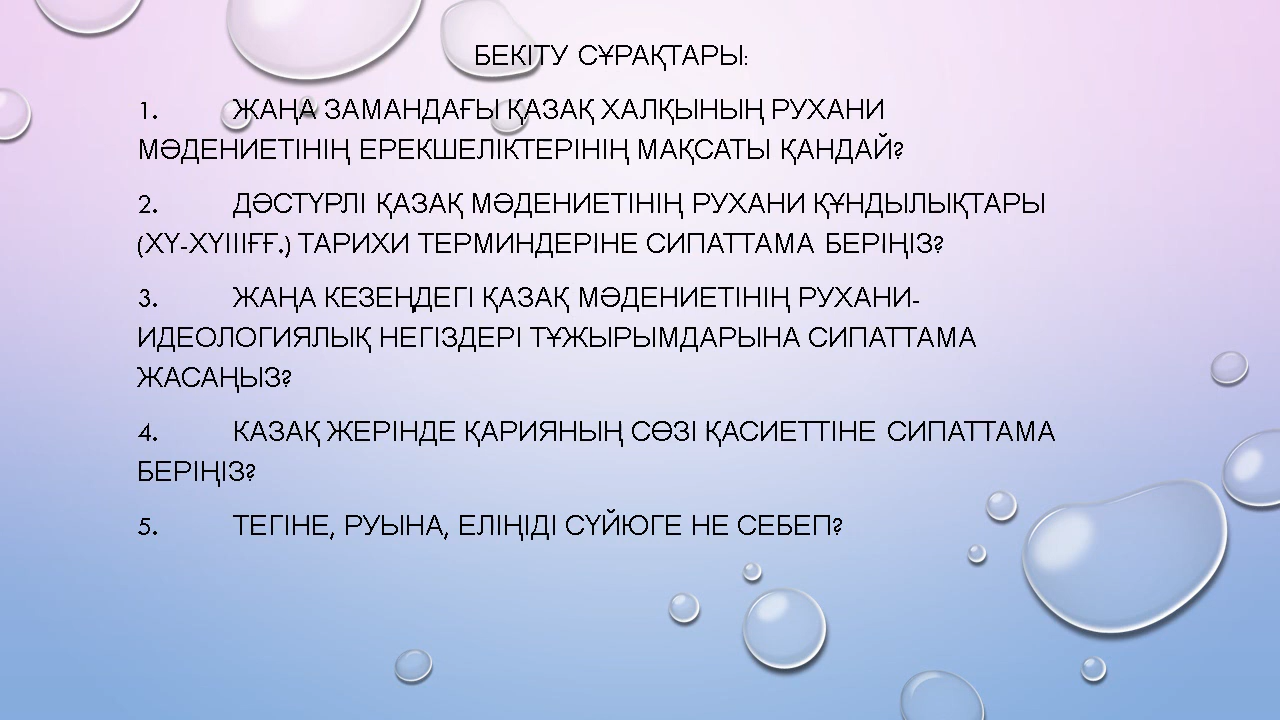 БЕКІТУ СҰРАҚТАРЫ:
1. ЖАҢА ЗАМАНДАҒЫ ҚАЗАҚ ХАЛҚЫНЫҢ РУХАНИ
МӘДЕНИЕТІНІҢ ЕРЕКШЕЛІКТЕРІНІҢ МАҚСАТЫ ҚАНДАЙ?
2. ДӘСТҮРЛІ ҚАЗАҚ МӘДЕНИЕТІНІҢ РУХАНИ ҚҰНДЫЛЫҚТАРЫ
(ХҮ-ХҮІІІҒҒ.) ТАРИХИ ТЕРМИНДЕРІНЕ СИПАТТАМА БЕРІҢІЗ?
3. ЖАҢА КЕЗЕҢДЕГІ ҚАЗАҚ МӘДЕНИЕТІНІҢ РУХАНИ-
ИДЕОЛОГИЯЛЫҚ НЕГІЗДЕРІ ТҰЖЫРЫМДАРЫНА СИПАТТАМА
ЖАСАҢЫЗ?
4. КАЗАҚ ЖЕРІНДЕ ҚАРИЯНЫҢ СӨЗІ ҚАСИЕТТІНЕ СИПАТТАМА
БЕРІҢІЗ?
5. ТЕГІНЕ, РУЫНА, ЕЛІҢІДІ СҮЙЮГЕ НЕ СЕБЕП?